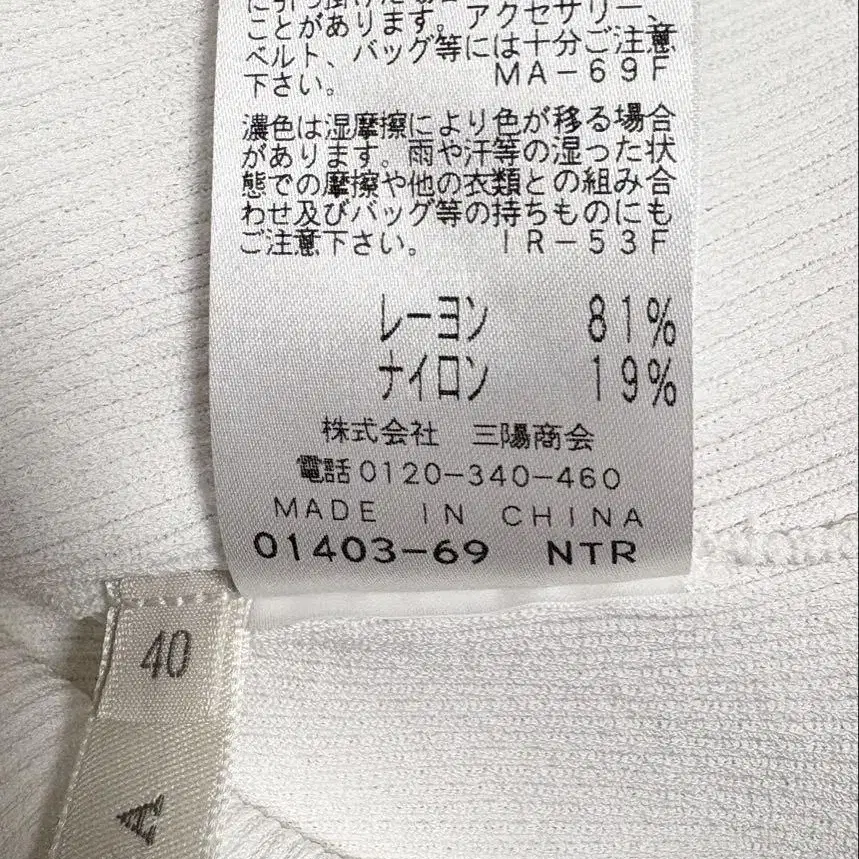 ことがあります。アクセサリー、
ベルト、バッグ等には十分ご注意
下さい。 MA-69F
濃色は湿摩擦により色が移る場合
があります。雨や汗等の湿った状
態での摩擦や他の衣類との組み合
わせ及びバッグ等の持ちものにも
ご注意下さい。 IR-53F
レーヨン 81%
ナイロン 19%
株式会社 三陽商会
電話0120-340-460
MADE IN CHINA
01403-69 NTR
40
A